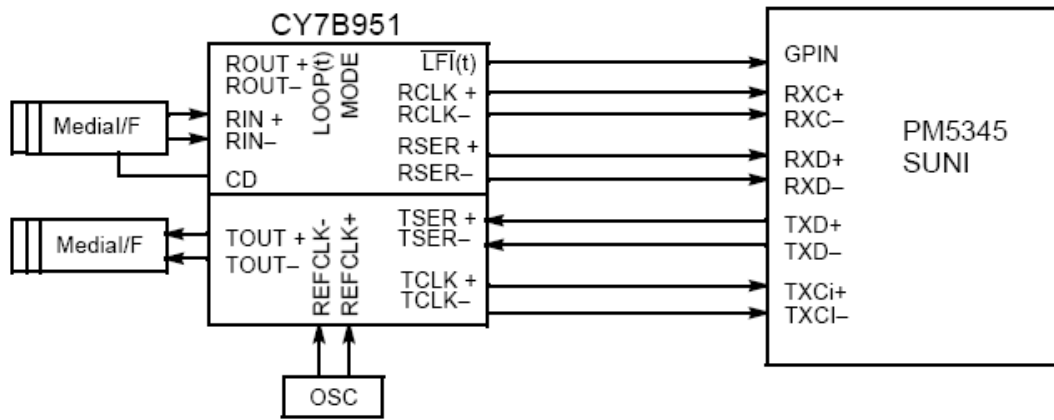 CY7B951
ROUT +
ROUT–
LOOP(t)
MODE
LFI(t)
GPIN
Medial/F
RIN +
RIN–
RCLK +
RCLK–
RXC+
RXC–
PM5345
SUNI
CD
RSER +
RSER–
RXD+
RXD–
Medial/F
TOUT +
TOUT–
REFCLK-
REFCLK+
TSER +
TSER–
TXD+
TXD–
TCLK +
TCLK–
TXCi+
TXCI–
OSC